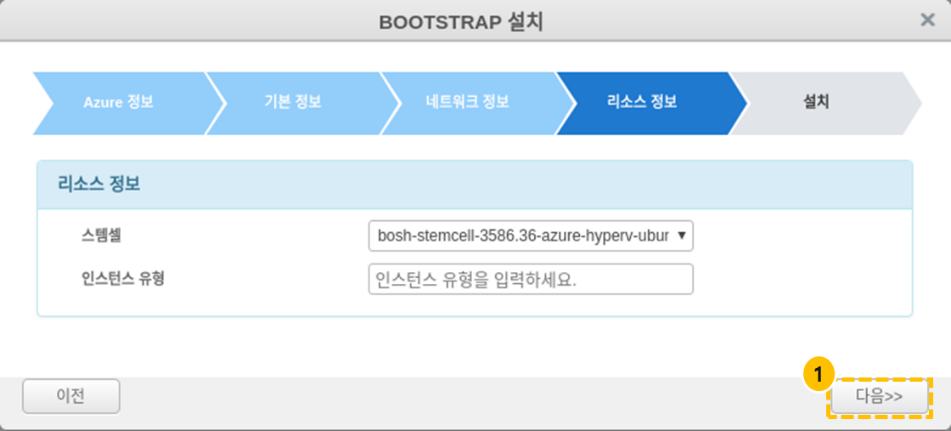 BOOTSTRAP 설치 ×
Azure 정보 기본 정보 네트워크 정보 리소스 정보 설치
리소스 정보
스템셀 bosh-stemcell-3586.36-azure-hyperv-ubur ▼
인스턴스 유형 인스턴스 유형을 입력하세요.
1
이전 다음>>